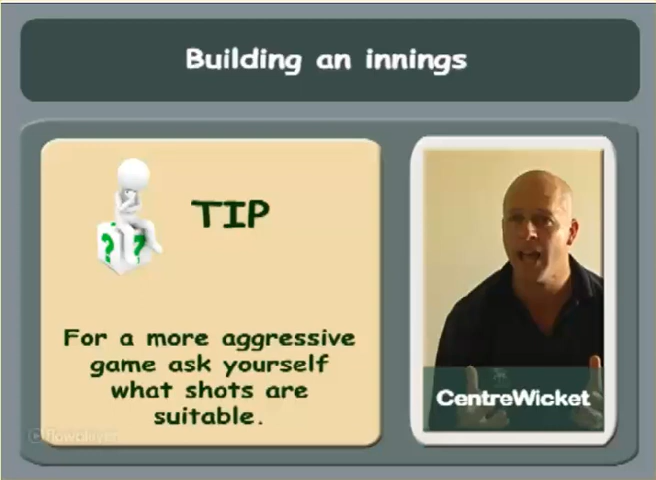 Building an innings
TIP
? ?
For a more aggressive
game ask yourself
what shots are
suitable.
CentreWicket